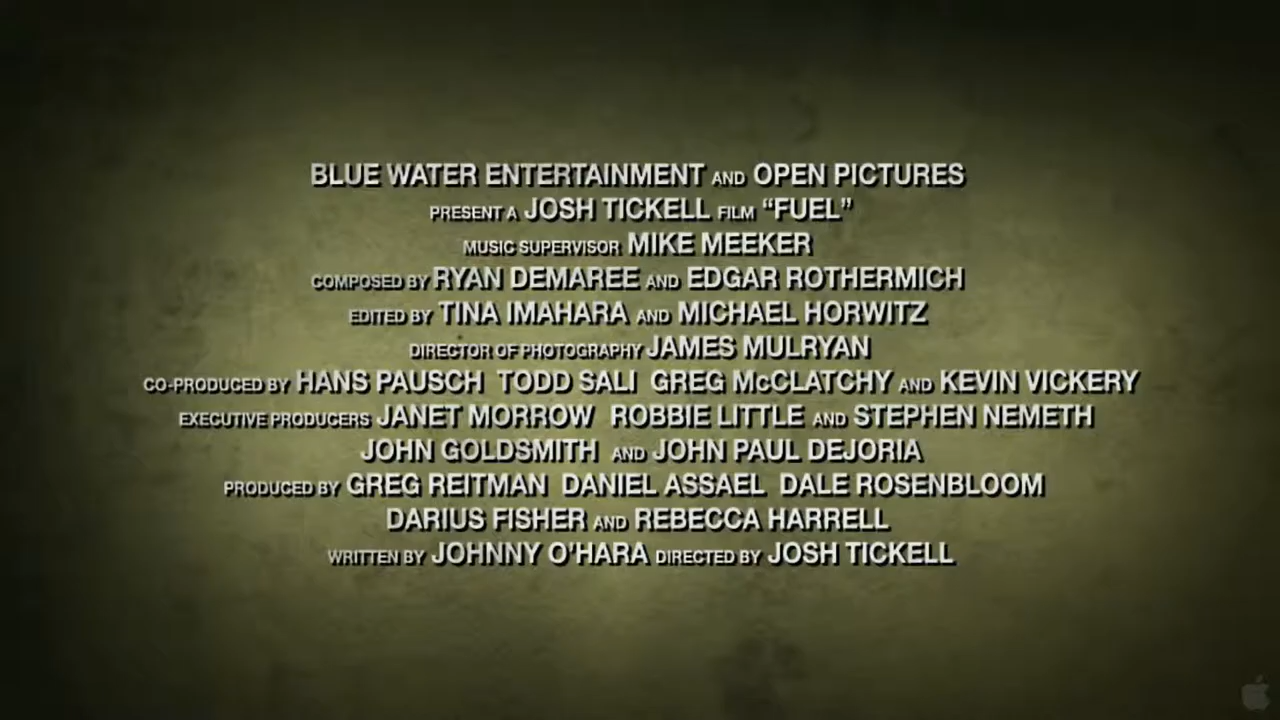 BLUE WATER ENTERTAINMENT AND OPEN PICTURES
PRESENT A JOSH TICKELL FILM “FUEL”
MUSIC SUPERVISOR MIKE MEEKER
COMPOSED BY RYAN DEMAREE AND EDGAR ROTHERMICH
EDITED BY TINA IMAHARA AND MICHAEL HORWITZ
DIRECTOR OF PHOTOGRAPHY JAMES MULRYAN
CO-PRODUCED BY HANS PAUSCH TODD SALI GREG McCLATCHY AND KEVIN VICKERY
EXECUTIVE PRODUCERS JANET MORROW ROBBIE LITTLE AND STEPHEN NEMETH
JOHN GOLDSMITH AND JOHN PAUL DEJORIA
PRODUCED BY GREG REITMAN DANIEL ASSAEL DALE ROSENBLOOM
DARIUS FISHER AND REBECCA HARRELL
WRITTEN BY JOHNNY O’HARA DIRECTED BY JOSH TICKELL